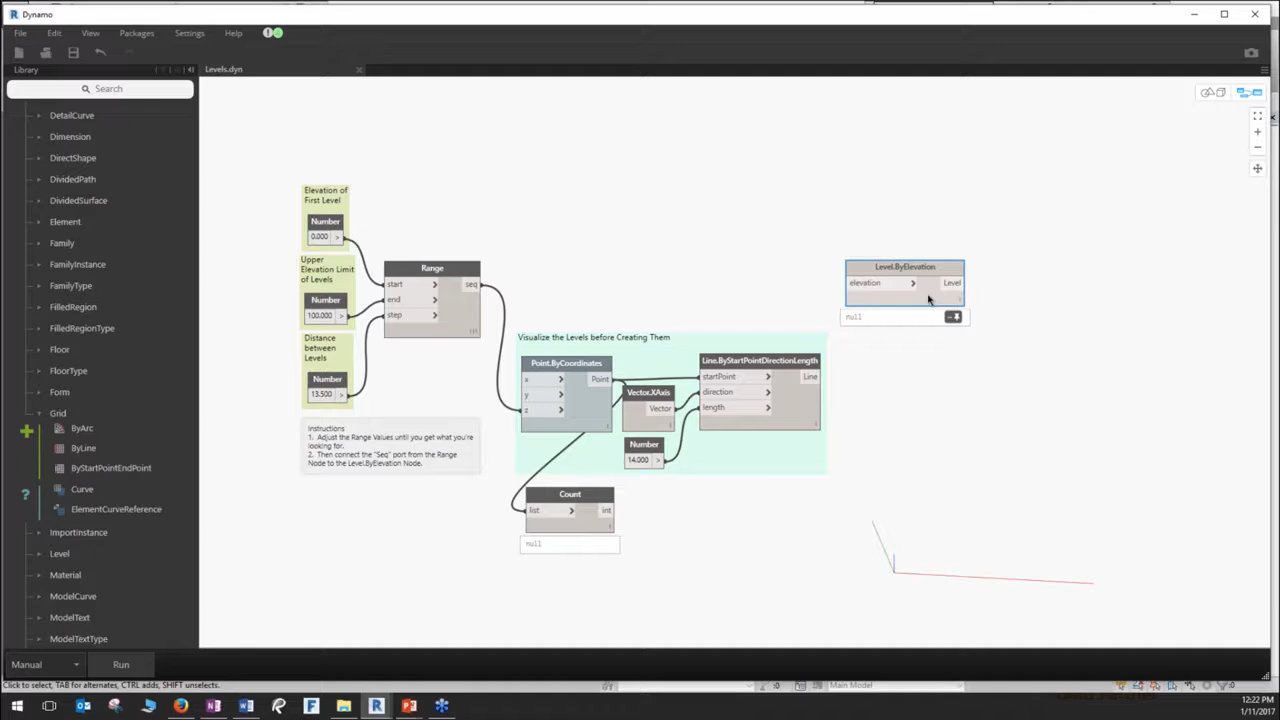 Dynamo
File Edit View Packages Settings Help
Library
Levels.dyn
Search
DetailCurve
Dimension
DirectShape
DividedPath
DividedSurface
Element
Family
FamilyInstance
FamilyType
FilledRegion
FilledRegionType
Floor
FloorType
Form
Grid
ByArc
ByLine
ByStartPointEndPoint
Curve
ElementCurveReference
ImportInstance
Level
Material
ModelCurve
ModelText
ModelTextType
Elevation of
First Level
Number
0.000 >
Upper
Elevation Limit
of Levels
Number
100.000 >
Distance
between
Levels
Number
13.500 >
Range
start seq
end
step
Instructions
1. Adjust the Range Values until you get what you're
looking for.
2. Then connect the "Seq" port from the Range
Node to the Level.ByElevation Node.
Visualize the Levels before Creating Them
Point.ByCoordinates
x Point
y
z
Vector.XAxis
Vector
Number
14.000 >
Line.ByStartPointDirectionLength
startPoint Line
direction
length
Count
list int
null
Level.ByElevation
elevation Level
null
Manual Run
Click to select, TAB for alternates, CTRL adds, SHIFT unselects.
:0 Main Model :0
12:22 PM
1/11/2017